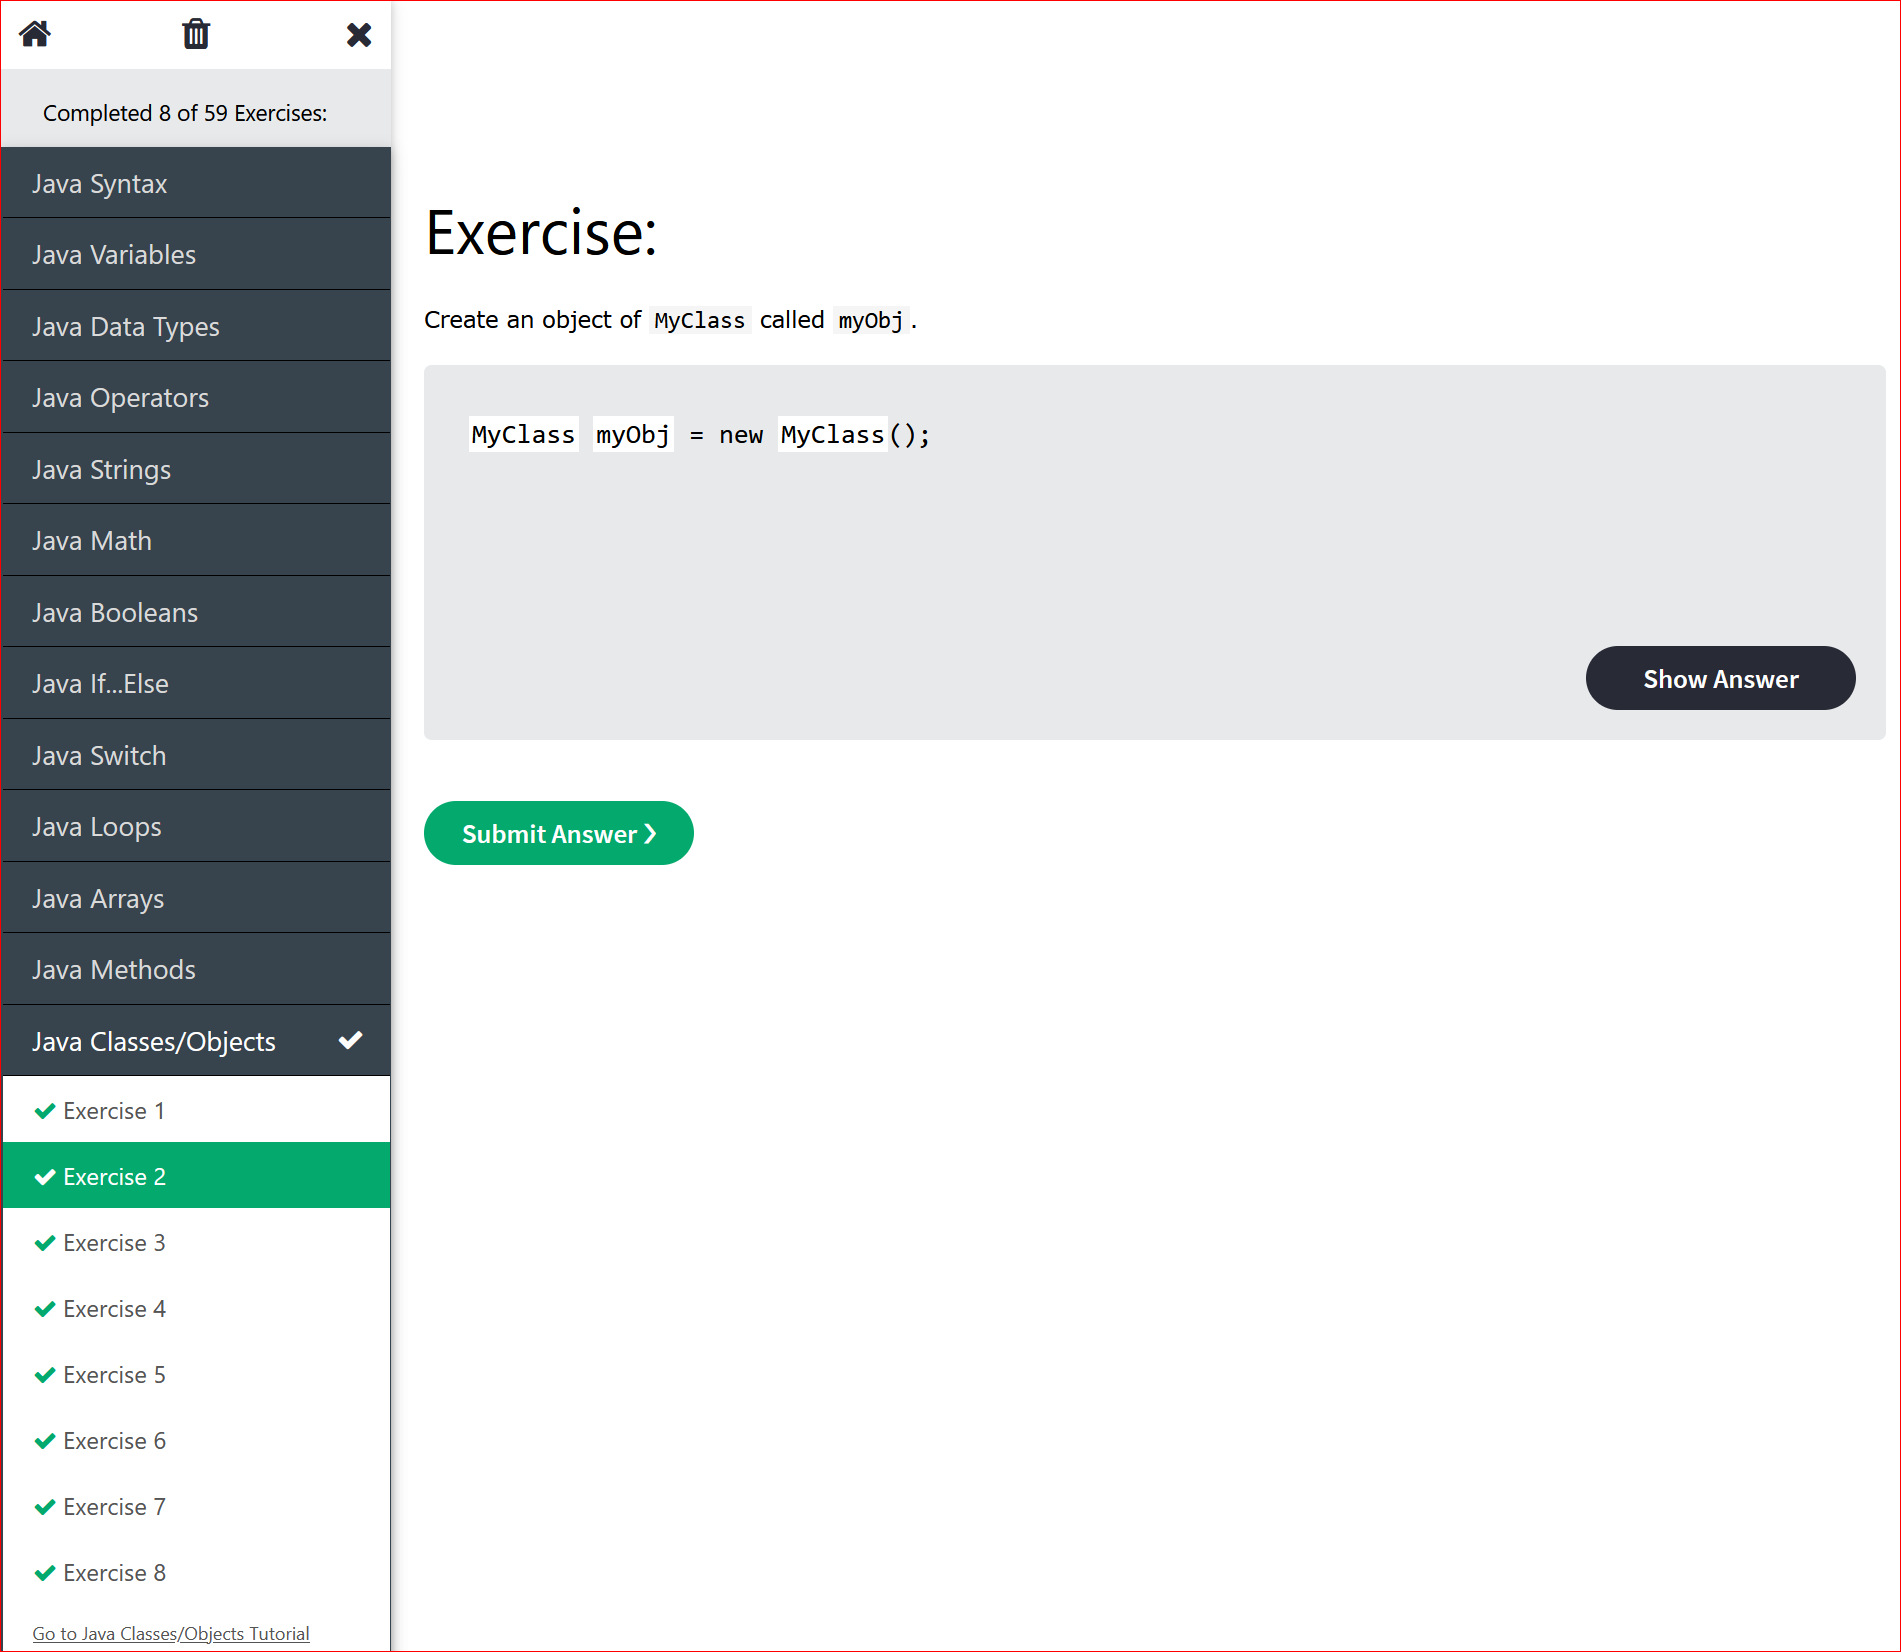 Completed 8 of 59 Exercises:
Java Syntax
Java Variables
Java Data Types
Java Operators
Java Strings
Java Math
Java Booleans
Java If...Else
Java Switch
Java Loops
Java Arrays
Java Methods
Java Classes/Objects
Exercise 1
Exercise 2
Exercise 3
Exercise 4
Exercise 5
Exercise 6
Exercise 7
Exercise 8
Go to Java Classes/Objects Tutorial
Exercise:
Create an object of MyClass called myObj.
MyClass myObj = new MyClass();
Show Answer
Submit Answer ❯